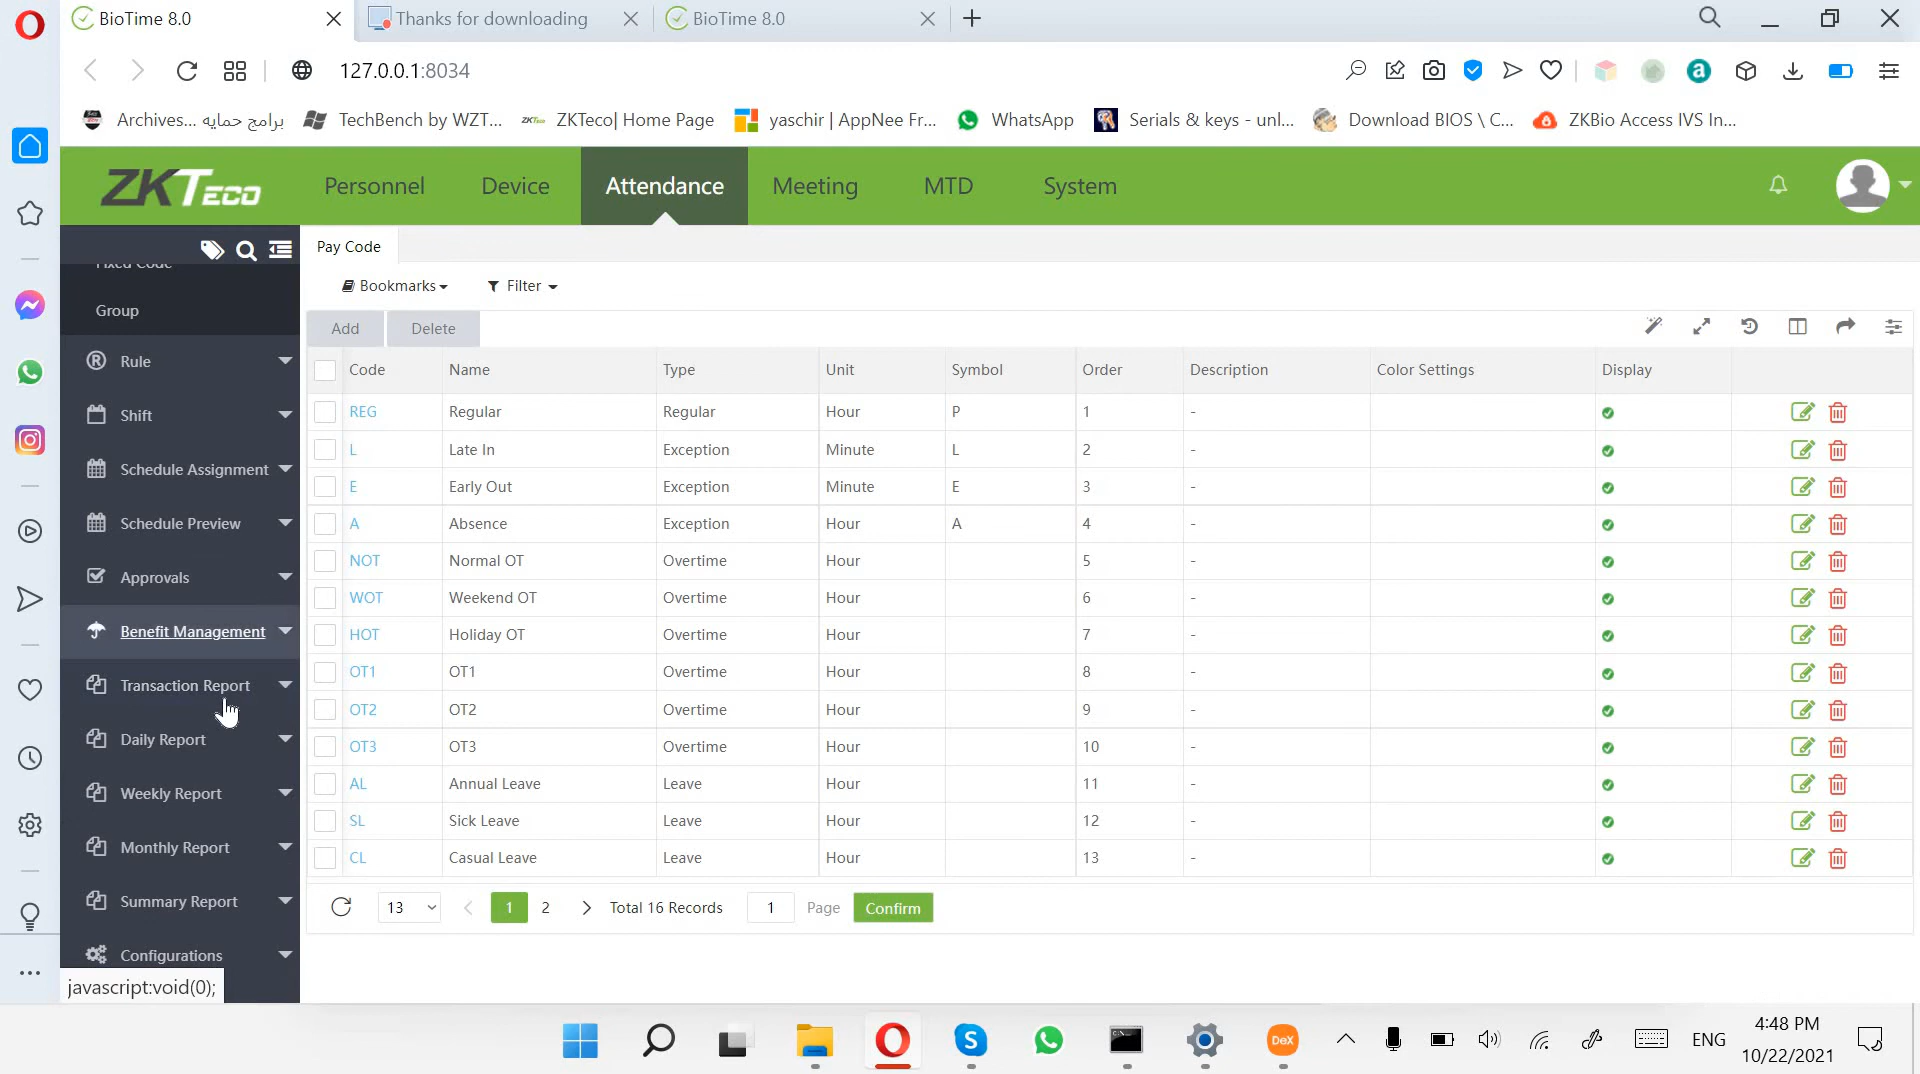 BioTime 8.0
Thanks for downloading
BioTime 8.0
127.0.0.1:8034
Archives... برامج حمايه
TechBench by WZT...
ZKTeco| Home Page
yaschir | AppNee Fr...
WhatsApp
Serials & keys - unl...
Download BIOS \ C...
ZKBio Access IVS In...
ZKTeco
Personnel
Device
Attendance
Meeting
MTD
System
Pay Code
Fixed Code
Group
Rule
Shift
Schedule Assignment
Schedule Preview
Approvals
Benefit Management
Transaction Report
Daily Report
Weekly Report
Monthly Report
Summary Report
Configurations
javascript:void(0);
Bookmarks
Filter
Add
Delete
Code Name Type Unit Symbol Order Description Color Settings Display
REG Regular Regular Hour P 1 -
L Late In Exception Minute L 2 -
E Early Out Exception Minute E 3 -
A Absence Exception Hour A 4 -
NOT Normal OT Overtime Hour 5 -
WOT Weekend OT Overtime Hour 6 -
HOT Holiday OT Overtime Hour 7 -
OT1 OT1 Overtime Hour 8 -
OT2 OT2 Overtime Hour 9 -
OT3 OT3 Overtime Hour 10 -
AL Annual Leave Leave Hour 11 -
SL Sick Leave Leave Hour 12 -
CL Casual Leave Leave Hour 13 -
13 1 2 Total 16 Records 1 Page Confirm
ENG
4:48 PM
10/22/2021